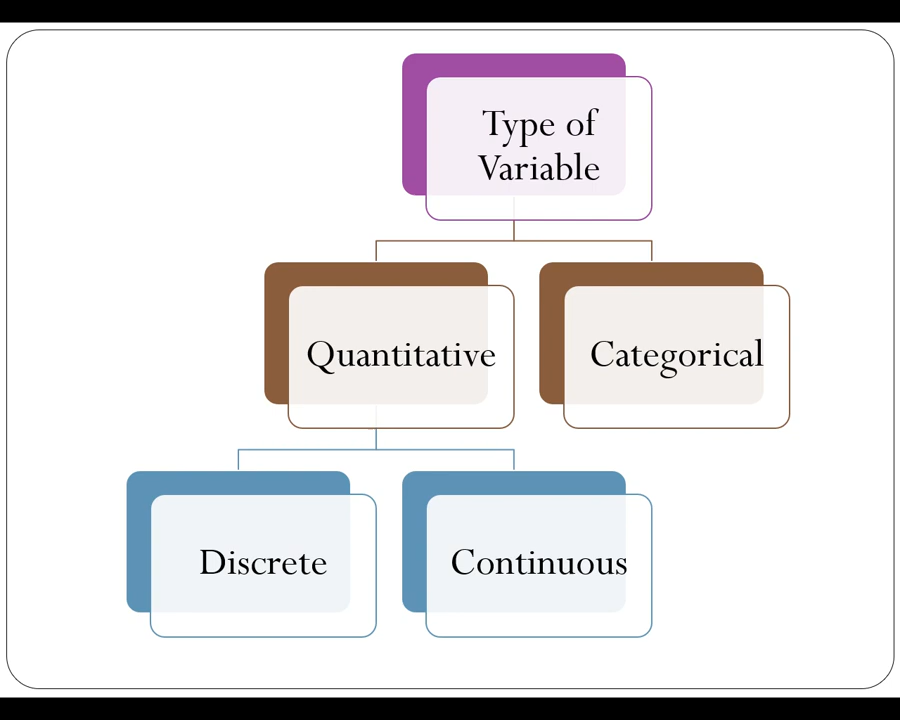 Type of
Variable
Quantitative
Categorical
Discrete
Continuous